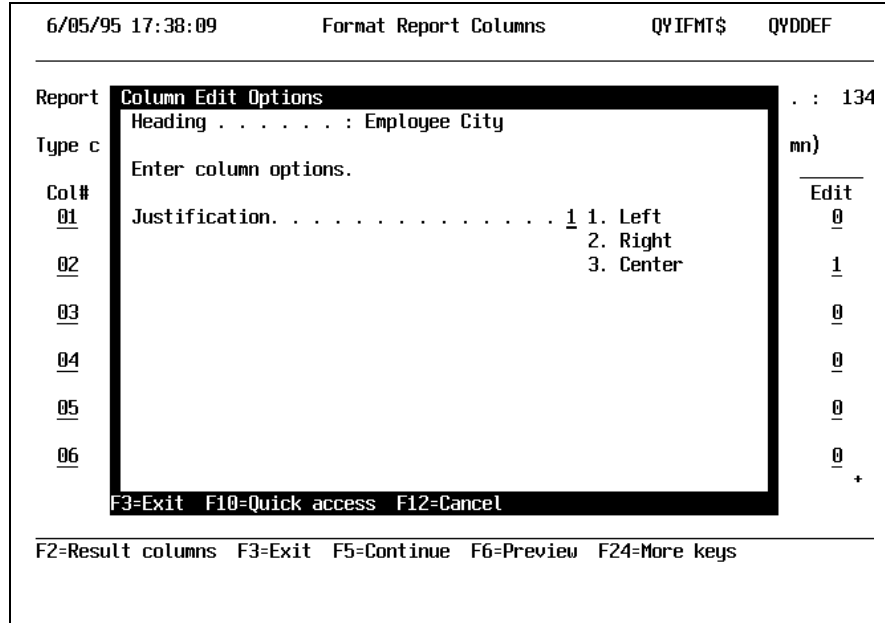 6/05/95 17:38:09 Format Report Columns QYIFMT$ QYDDEF
Report Column Edit Options . : 134
Heading . . . . . . : Employee City
Type c mn)
Enter column options.
Col# Edit
01 Justification. . . . . . . . . . . . . . 1 1. Left 0
2. Right
02 3. Center 1
03 0
04 0
05 0
06 0
+
F3=Exit F10=Quick access F12=Cancel
F2=Result columns F3=Exit F5=Continue F6=Preview F24=More keys